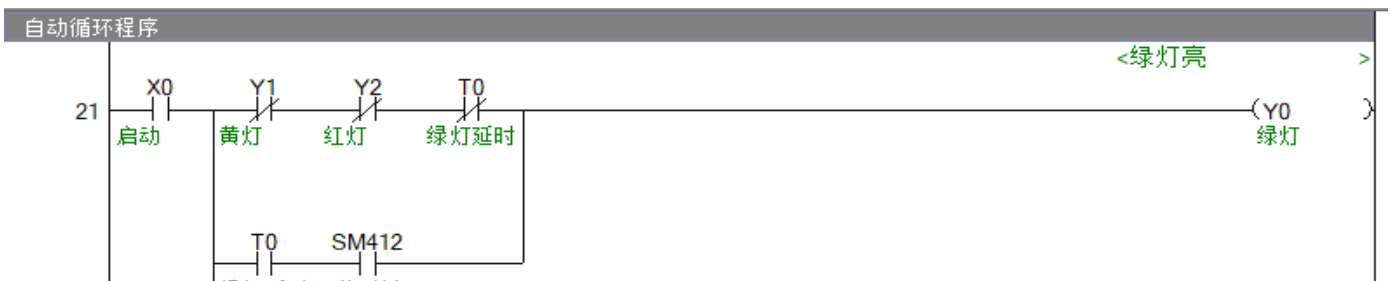 自动循环程序
<绿灯亮 >
X0 Y1 Y2 T0
21 (Y0 )
启动 黄灯 红灯 绿灯延时 绿灯
T0 SM412